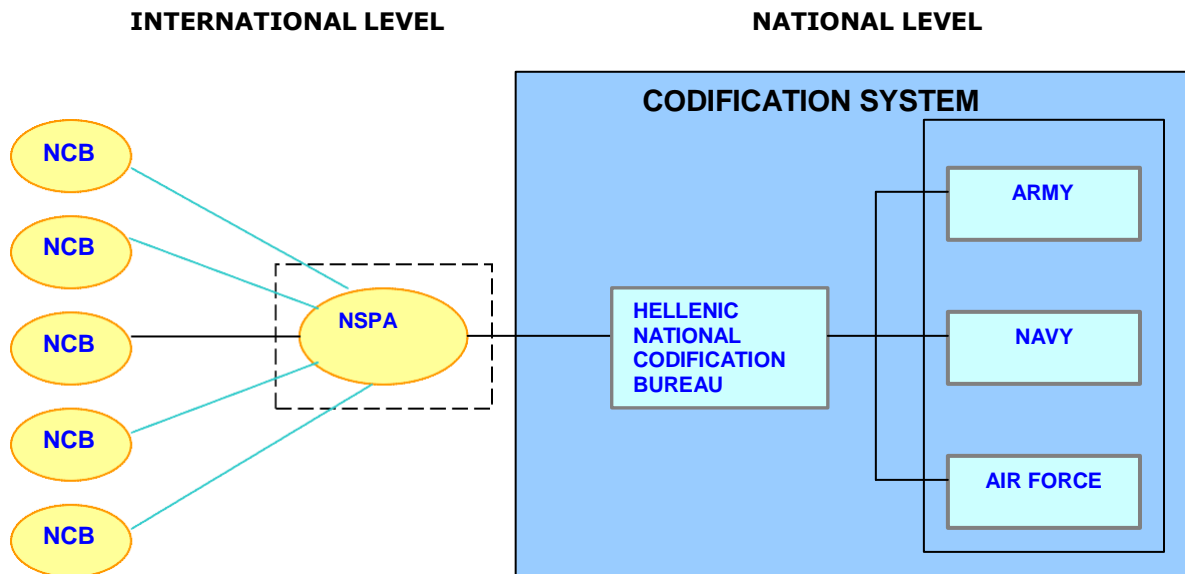 INTERNATIONAL LEVEL
NATIONAL LEVEL
CODIFICATION SYSTEM
NCB
NCB
NCB
NCB
NCB
NSPA
HELLENIC
NATIONAL
CODIFICATION
BUREAU
ARMY
NAVY
AIR FORCE